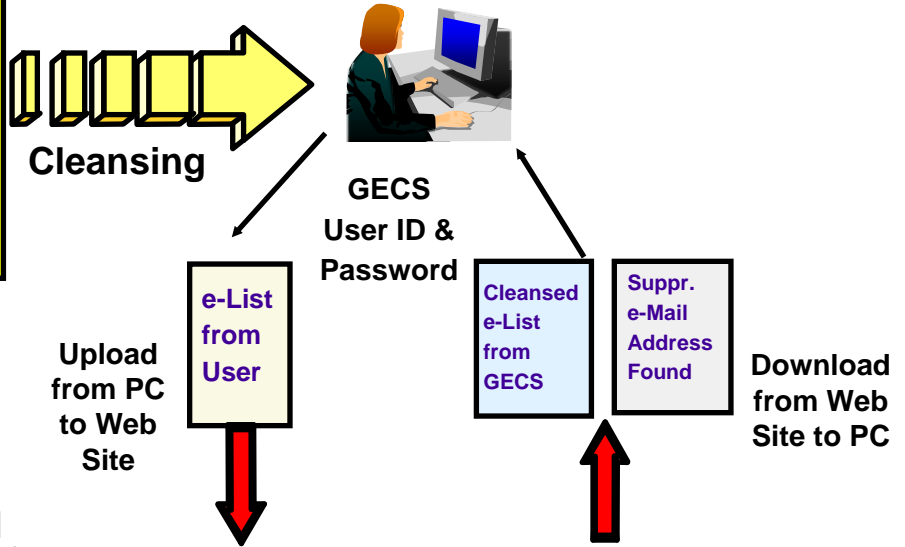 Cleansing
GECS
User ID &
Password
e-List
from
User
Upload
from PC
to Web
Site
Cleansed
e-List
from
GECS
Suppr.
e-Mail
Address
Found
Download
from Web
Site to PC